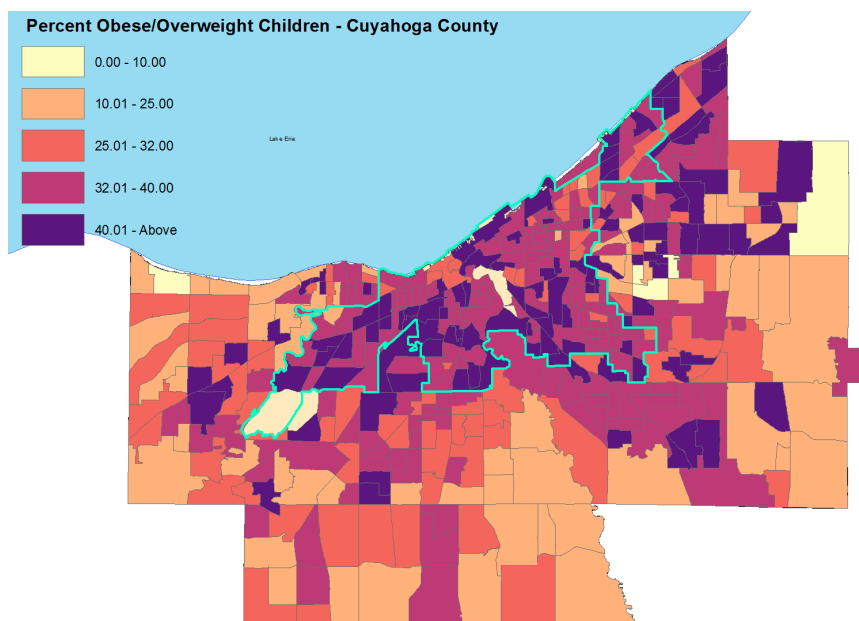 Percent Obese/Overweight Children - Cuyahoga County
0.00 - 10.00
10.01 - 25.00
25.01 - 32.00
32.01 - 40.00
40.01 - Above
Lake Erie